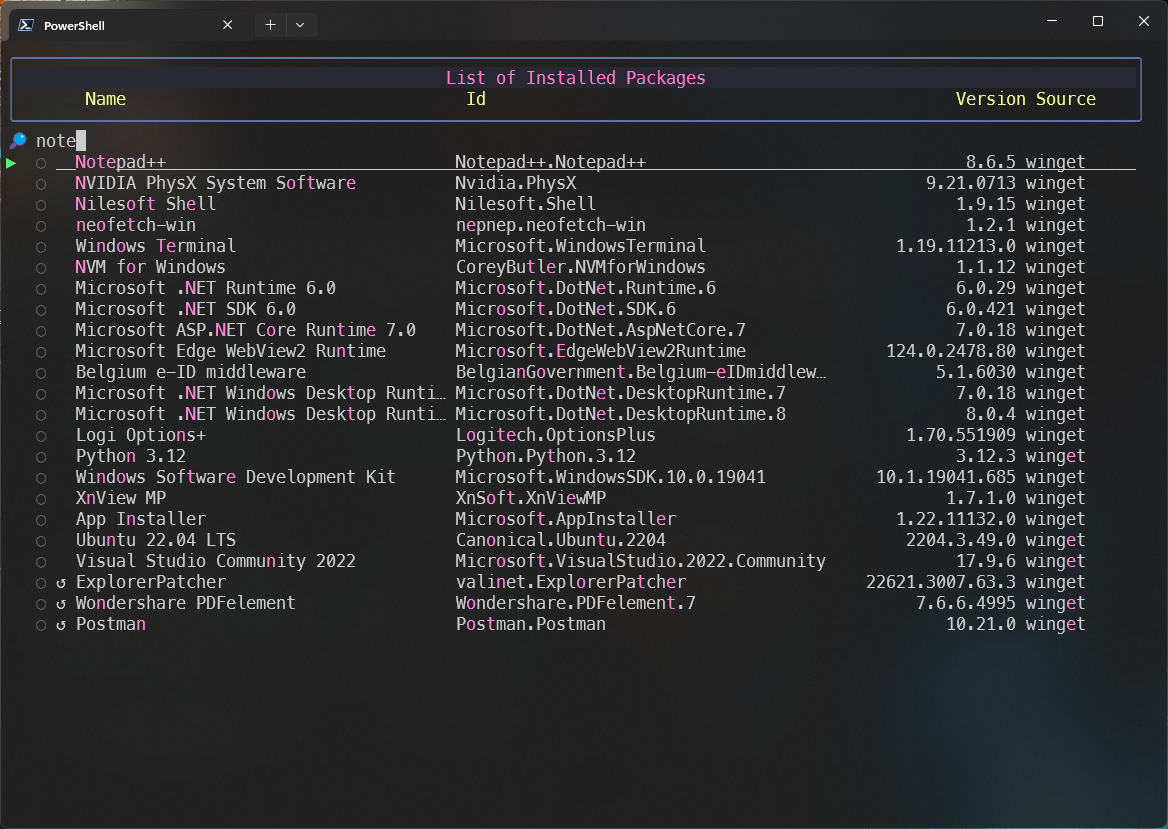 PowerShell
List of Installed Packages
Name Id Version Source
note
Notepad++ Notepad++.Notepad++ 8.6.5 winget
NVIDIA PhysX System Software Nvidia.PhysX 9.21.0713 winget
Nilesoft Shell Nilesoft.Shell 1.9.15 winget
neofetch-win nepnep.neofetch-win 1.2.1 winget
Windows Terminal Microsoft.WindowsTerminal 1.19.11213.0 winget
NVM for Windows CoreyButler.NVMforWindows 1.1.12 winget
Microsoft .NET Runtime 6.0 Microsoft.DotNet.Runtime.6 6.0.29 winget
Microsoft .NET SDK 6.0 Microsoft.DotNet.SDK.6 6.0.421 winget
Microsoft ASP.NET Core Runtime 7.0 Microsoft.DotNet.AspNetCore.7 7.0.18 winget
Microsoft Edge WebView2 Runtime Microsoft.EdgeWebView2Runtime 124.0.2478.80 winget
Belgium e-ID middleware BelgianGovernment.Belgium-eIDmiddlew… 5.1.6030 winget
Microsoft .NET Windows Desktop Runti… Microsoft.DotNet.DesktopRuntime.7 7.0.18 winget
Microsoft .NET Windows Desktop Runti… Microsoft.DotNet.DesktopRuntime.8 8.0.4 winget
Logi Options+ Logitech.OptionsPlus 1.70.551909 winget
Python 3.12 Python.Python.3.12 3.12.3 winget
Windows Software Development Kit Microsoft.WindowsSDK.10.0.19041 10.1.19041.685 winget
XnView MP XnSoft.XnViewMP 1.7.1.0 winget
App Installer Microsoft.AppInstaller 1.22.11132.0 winget
Ubuntu 22.04 LTS Canonical.Ubuntu.2204 2204.3.49.0 winget
Visual Studio Community 2022 Microsoft.VisualStudio.2022.Community 17.9.6 winget
↺ ExplorerPatcher valinet.ExplorerPatcher 22621.3007.63.3 winget
↺ Wondershare PDFelement Wondershare.PDFelement.7 7.6.6.4995 winget
↺ Postman Postman.Postman 10.21.0 winget